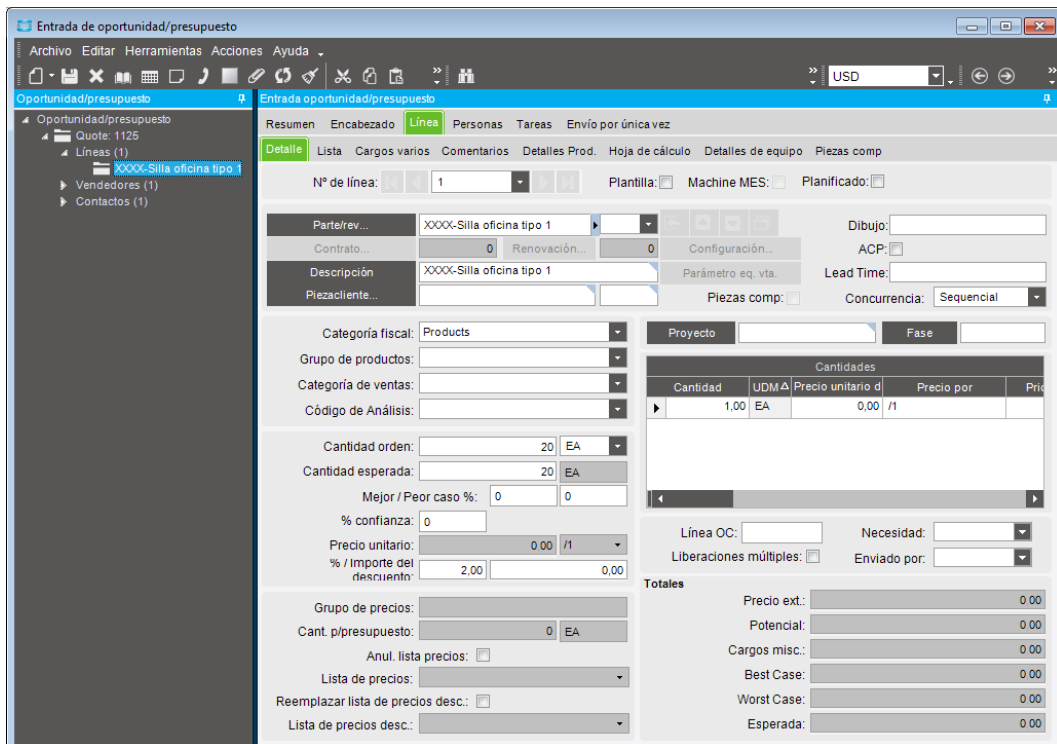 Entrada de oportunidad/presupuesto
Archivo Editar Herramientas Acciones Ayuda
USD
Oportunidad/presupuesto
Entrada oportunidad/presupuesto
Oportunidad/presupuesto
Quote: 1125
Líneas (1)
XXXX-Silla oficina tipo 1
Vendedores (1)
Contactos (1)
Resumen Encabezado Línea Personas Tareas Envío por única vez
Detalle Lista Cargos varios Comentarios Detalles Prod. Hoja de cálculo Detalles de equipo Piezas comp
Nº de línea: 1 Plantilla: Machine MES: Planificado:
Parte/rev... XXXX-Silla oficina tipo 1 Dibujo:
Contrato... 0 Renovación... 0 Configuración... ACP:
Descripción XXXX-Silla oficina tipo 1 Parámetro eq. vta. Lead Time:
Piezacliente... Piezas comp: Concurrencia: Sequencial
Categoría fiscal: Products
Grupo de productos:
Categoría de ventas:
Código de Análisis:
Proyecto Fase
Cantidades
Cantidad UDM Precio unitario d Precio por Pric
1,00 EA 0,00 /1
Cantidad orden: 20 EA
Cantidad esperada: 20 EA
Mejor / Peor caso %: 0 0
% confianza: 0
Precio unitario: 0 00 /1
% / Importe del descuento: 2,00 0,00
Línea OC: Necesidad:
Liberaciones múltiples: Enviado por:
Grupo de precios:
Cant. p/presupuesto: 0 EA
Anul. lista precios:
Lista de precios:
Reemplazar lista de precios desc.:
Lista de precios desc.:
Totales
Precio ext.: 0 00
Potencial: 0 00
Cargos misc.: 0 00
Best Case: 0 00
Worst Case: 0 00
Esperada: 0 00